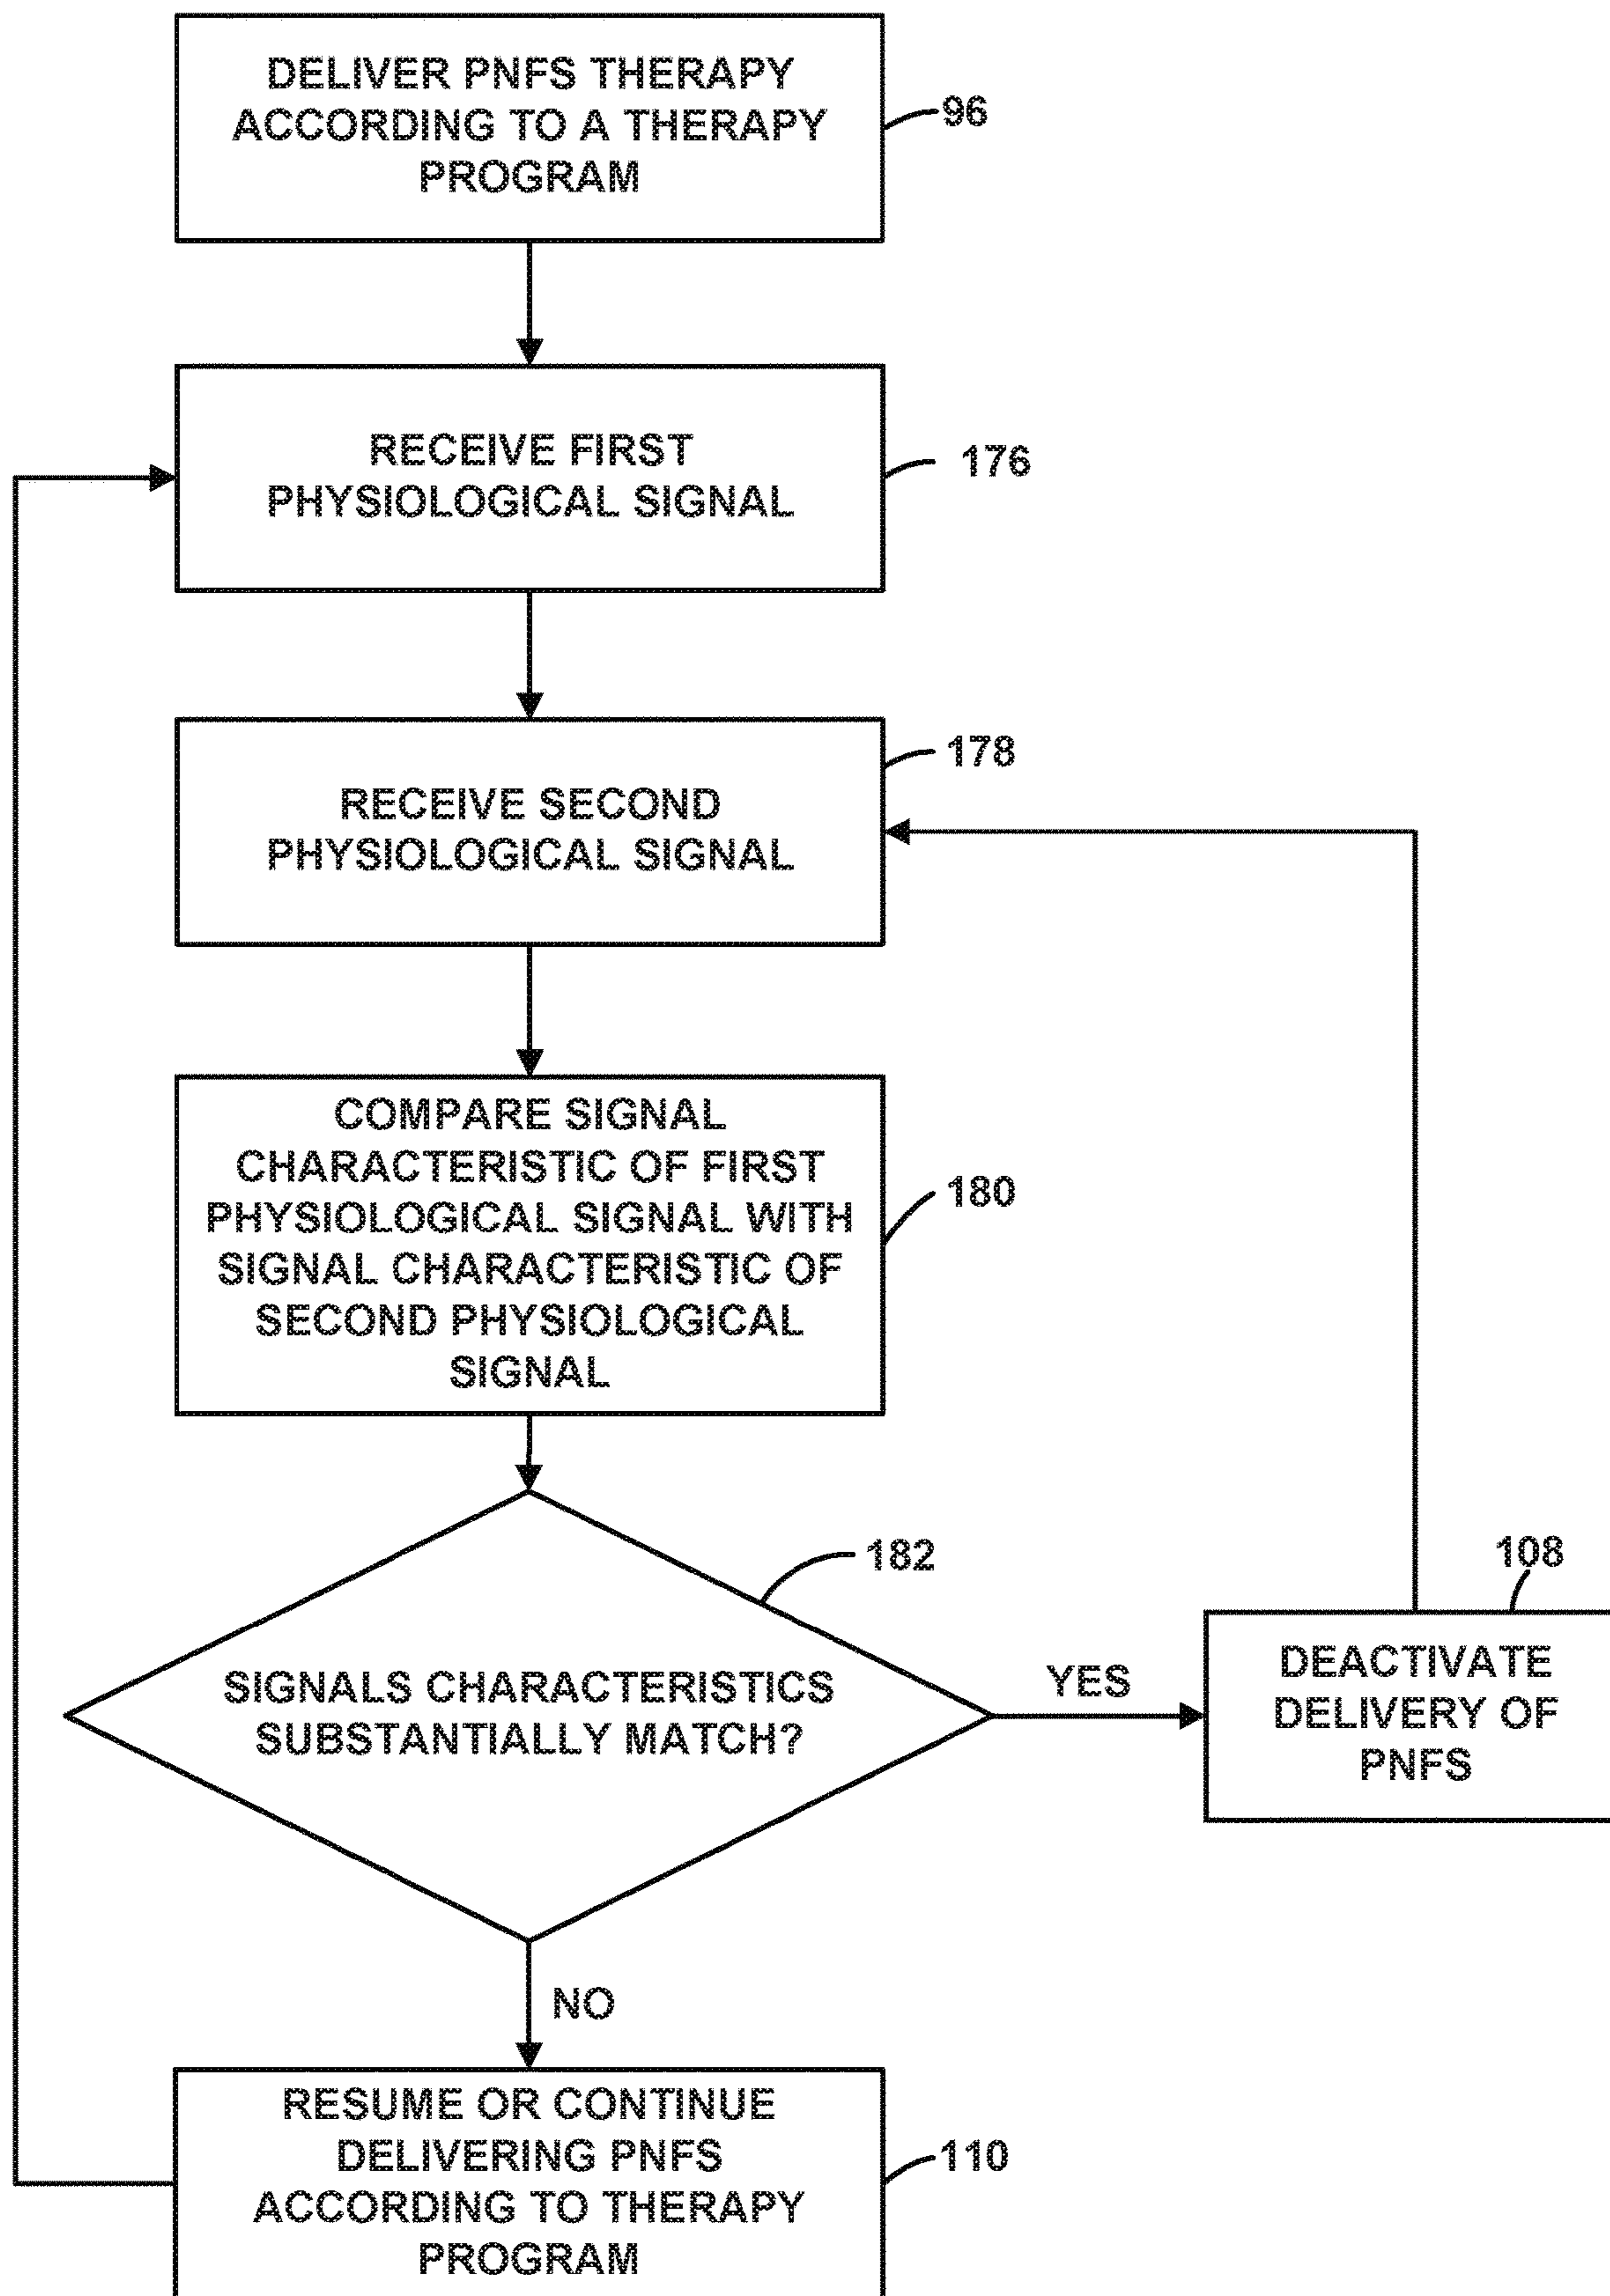 DELIVER PNFS THERAPY
ACCORDING TO A THERAPY
PROGRAM
96
RECEIVE FIRST
PHYSIOLOGICAL SIGNAL
176
RECEIVE SECOND
PHYSIOLOGICAL SIGNAL
178
COMPARE SIGNAL
CHARACTERISTIC OF FIRST
PHYSIOLOGICAL SIGNAL WITH
SIGNAL CHARACTERISTIC OF
SECOND PHYSIOLOGICAL
SIGNAL
180
SIGNALS CHARACTERISTICS
SUBSTANTIALLY MATCH?
182
YES
108
DEACTIVATE
DELIVERY OF
PNFS
NO
RESUME OR CONTINUE
DELIVERING PNFS
ACCORDING TO THERAPY
PROGRAM
110